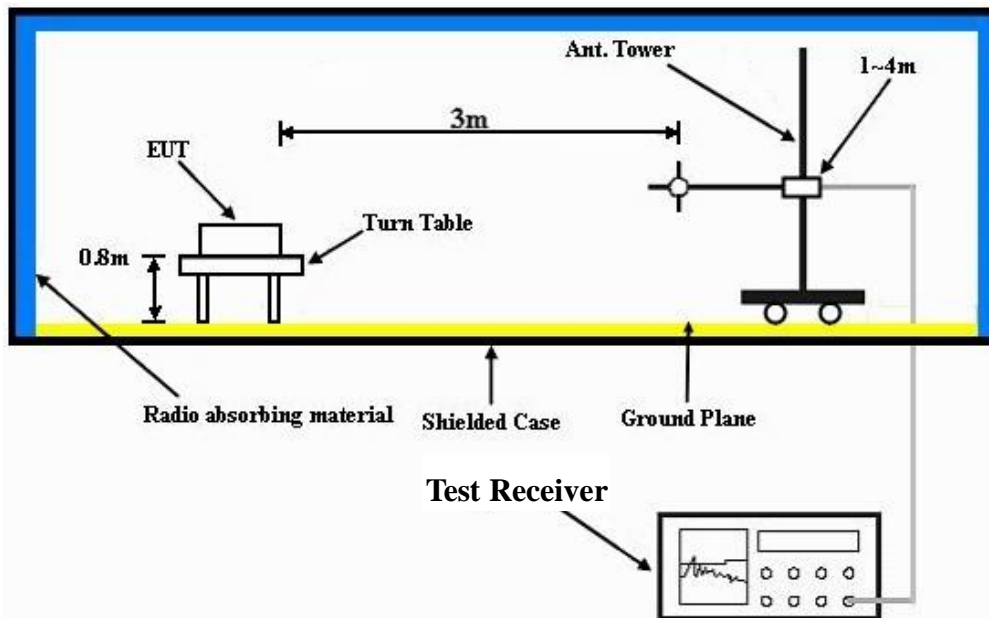 Ant. Tower
1~4m
3m
EUT
Turn Table
0.8m
Radio absorbing material
Shielded Case
Ground Plane
Test Receiver